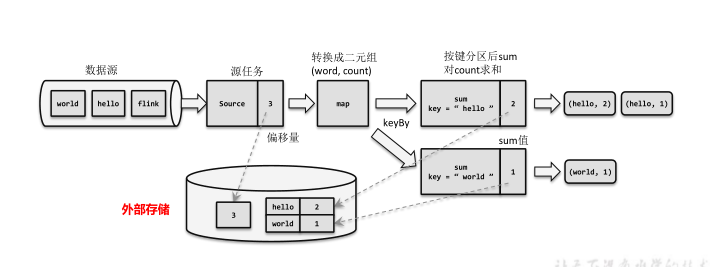 数据源
world
hello
flink
源任务
Source
3
偏移量
转换成二元组
(word, count)
map
keyBy
按键分区后sum
对count求和
sum
key = “ hello ”
2
(hello, 2)
(hello, 1)
sum值
sum
key = “ world ”
1
(world, 1)
外部存储
3
hello 2
world 1